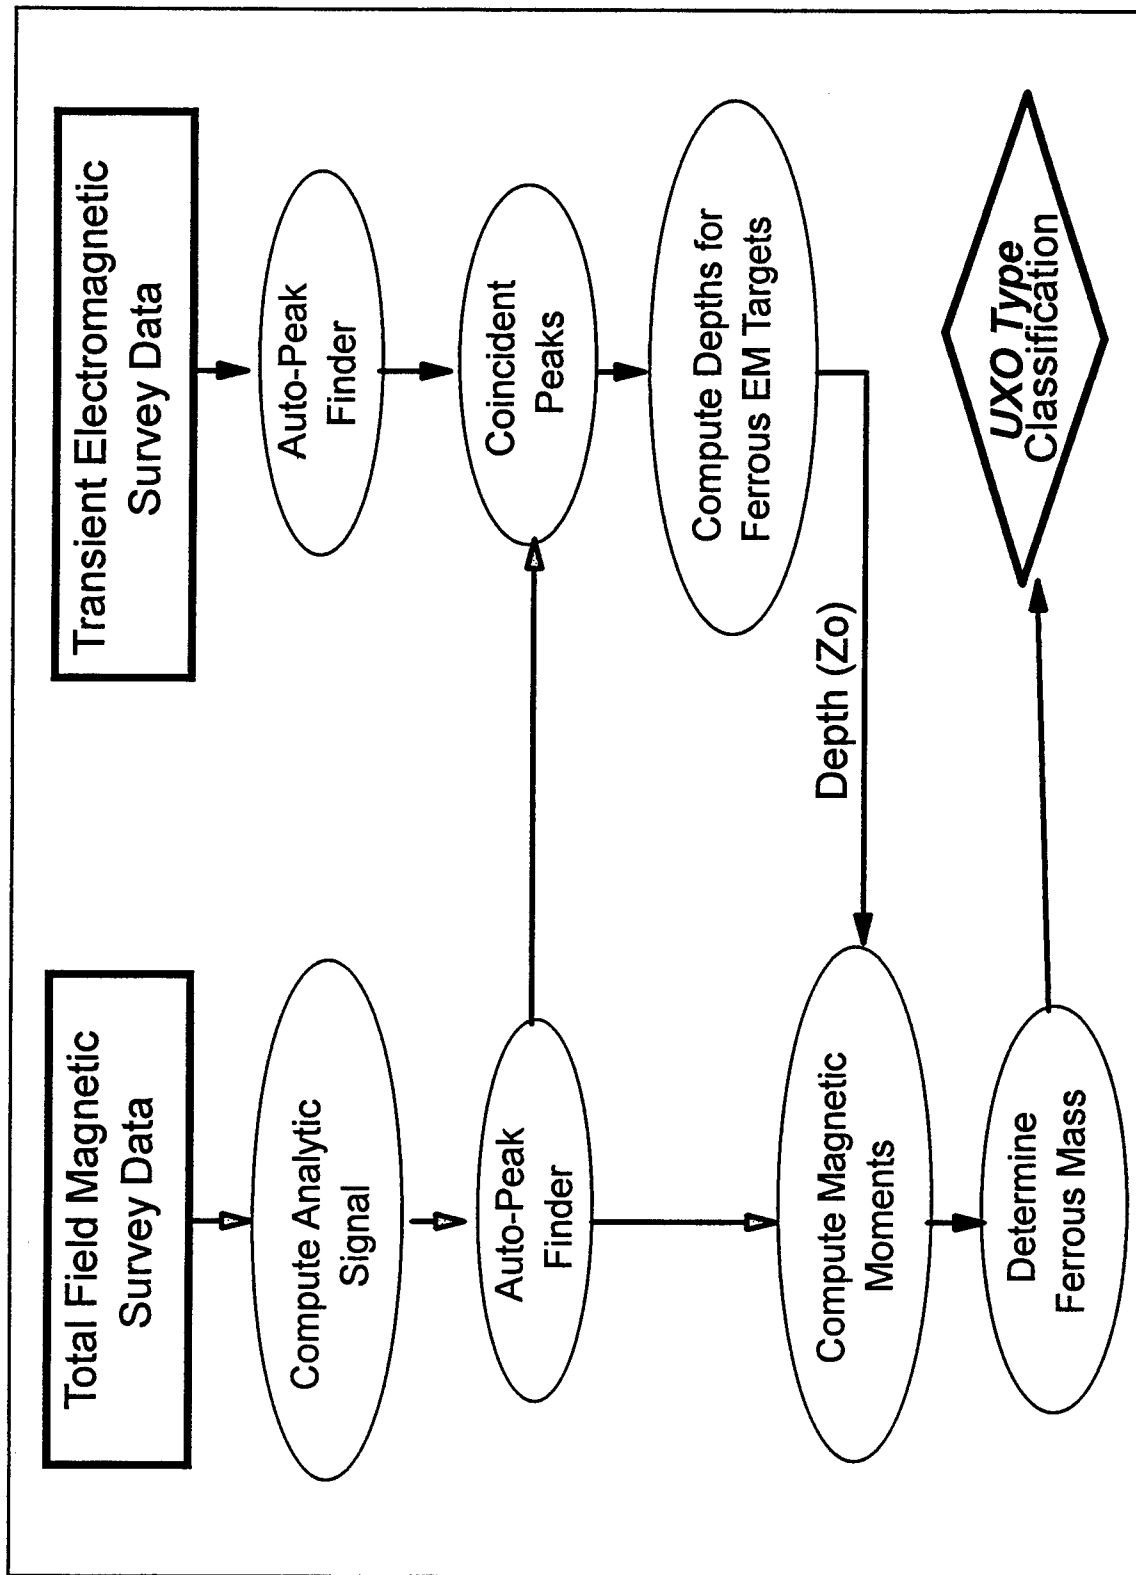 Total Field Magnetic
Survey Data
Compute Analytic
Signal
Auto-Peak
Finder
Compute Magnetic
Moments
Determine
Ferrous Mass
Transient Electromagnetic
Survey Data
Auto-Peak
Finder
Coincident
Peaks
Compute Depths for
Ferrous EM Targets
Depth (Zo)
UXO Type
Classification